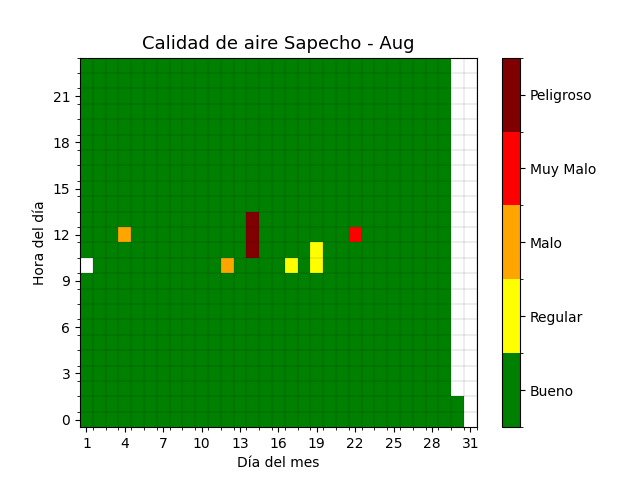 Calidad de aire Sapecho - Aug
Hora del día
21
18
15
12
9
6
3
0
1 4 7 10 13 16 19 22 25 28 31
Día del mes
Peligroso
Muy Malo
Malo
Regular
Bueno